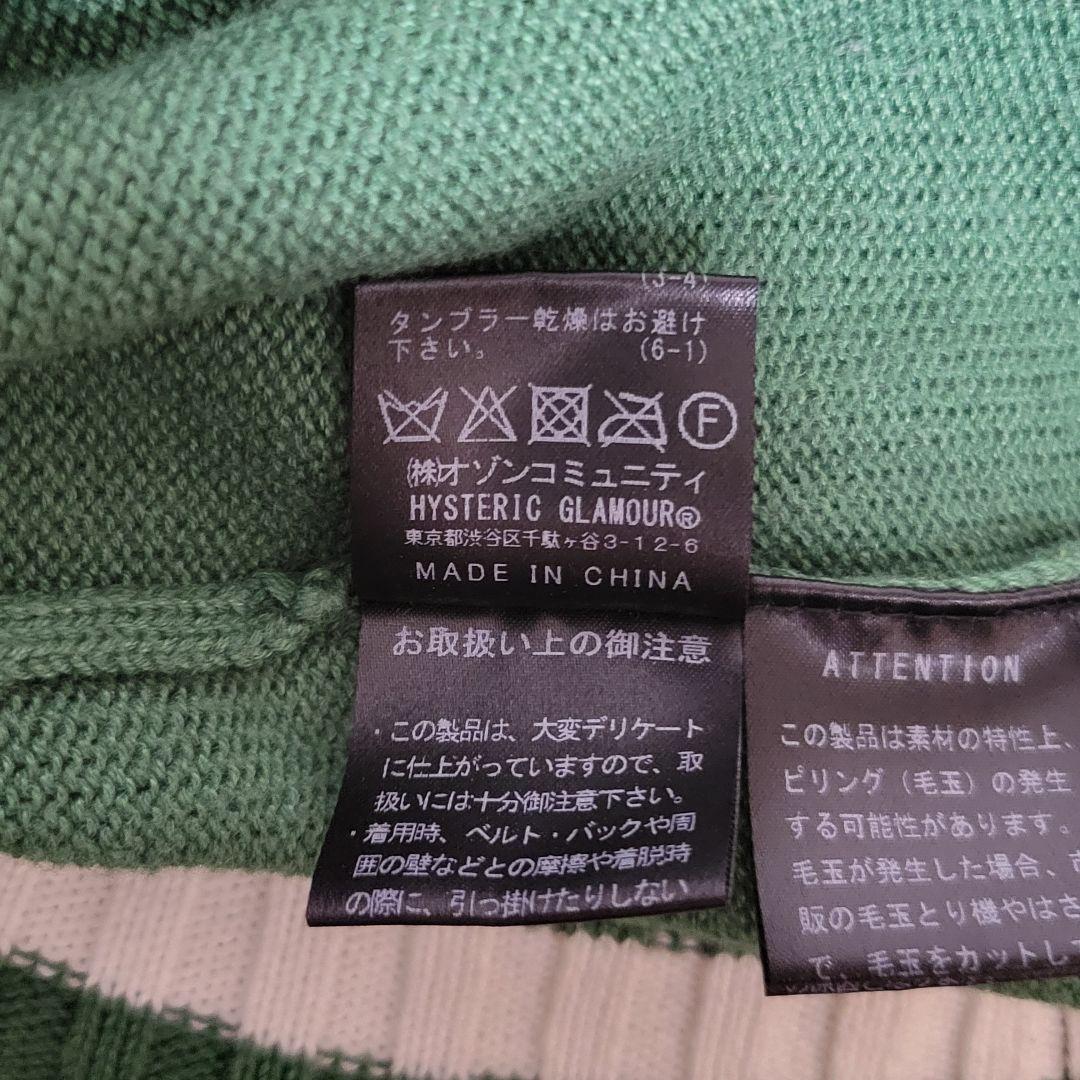 (3-4)
タンブラー乾燥はお避け
下さい。 (6-1)
F
(株)オゾンコミュニティ
HYSTERIC GLAMOUR®
東京都渋谷区千駄ヶ谷3-12-6
MADE IN CHINA
お取扱い上の御注意
・この製品は、大変デリケート
に仕上がっていますので、取
扱いには十分御注意下さい。
・着用時、ベルト・バックや周
囲の壁などとの摩擦や着脱時
の際に、引っ掛けたりしない
ATTENTION
この製品は素材の特性上、
ピリング（毛玉）の発生
する可能性があります。
毛玉が発生した場合、
販の毛玉とり機やはさ
で、毛玉をカットして